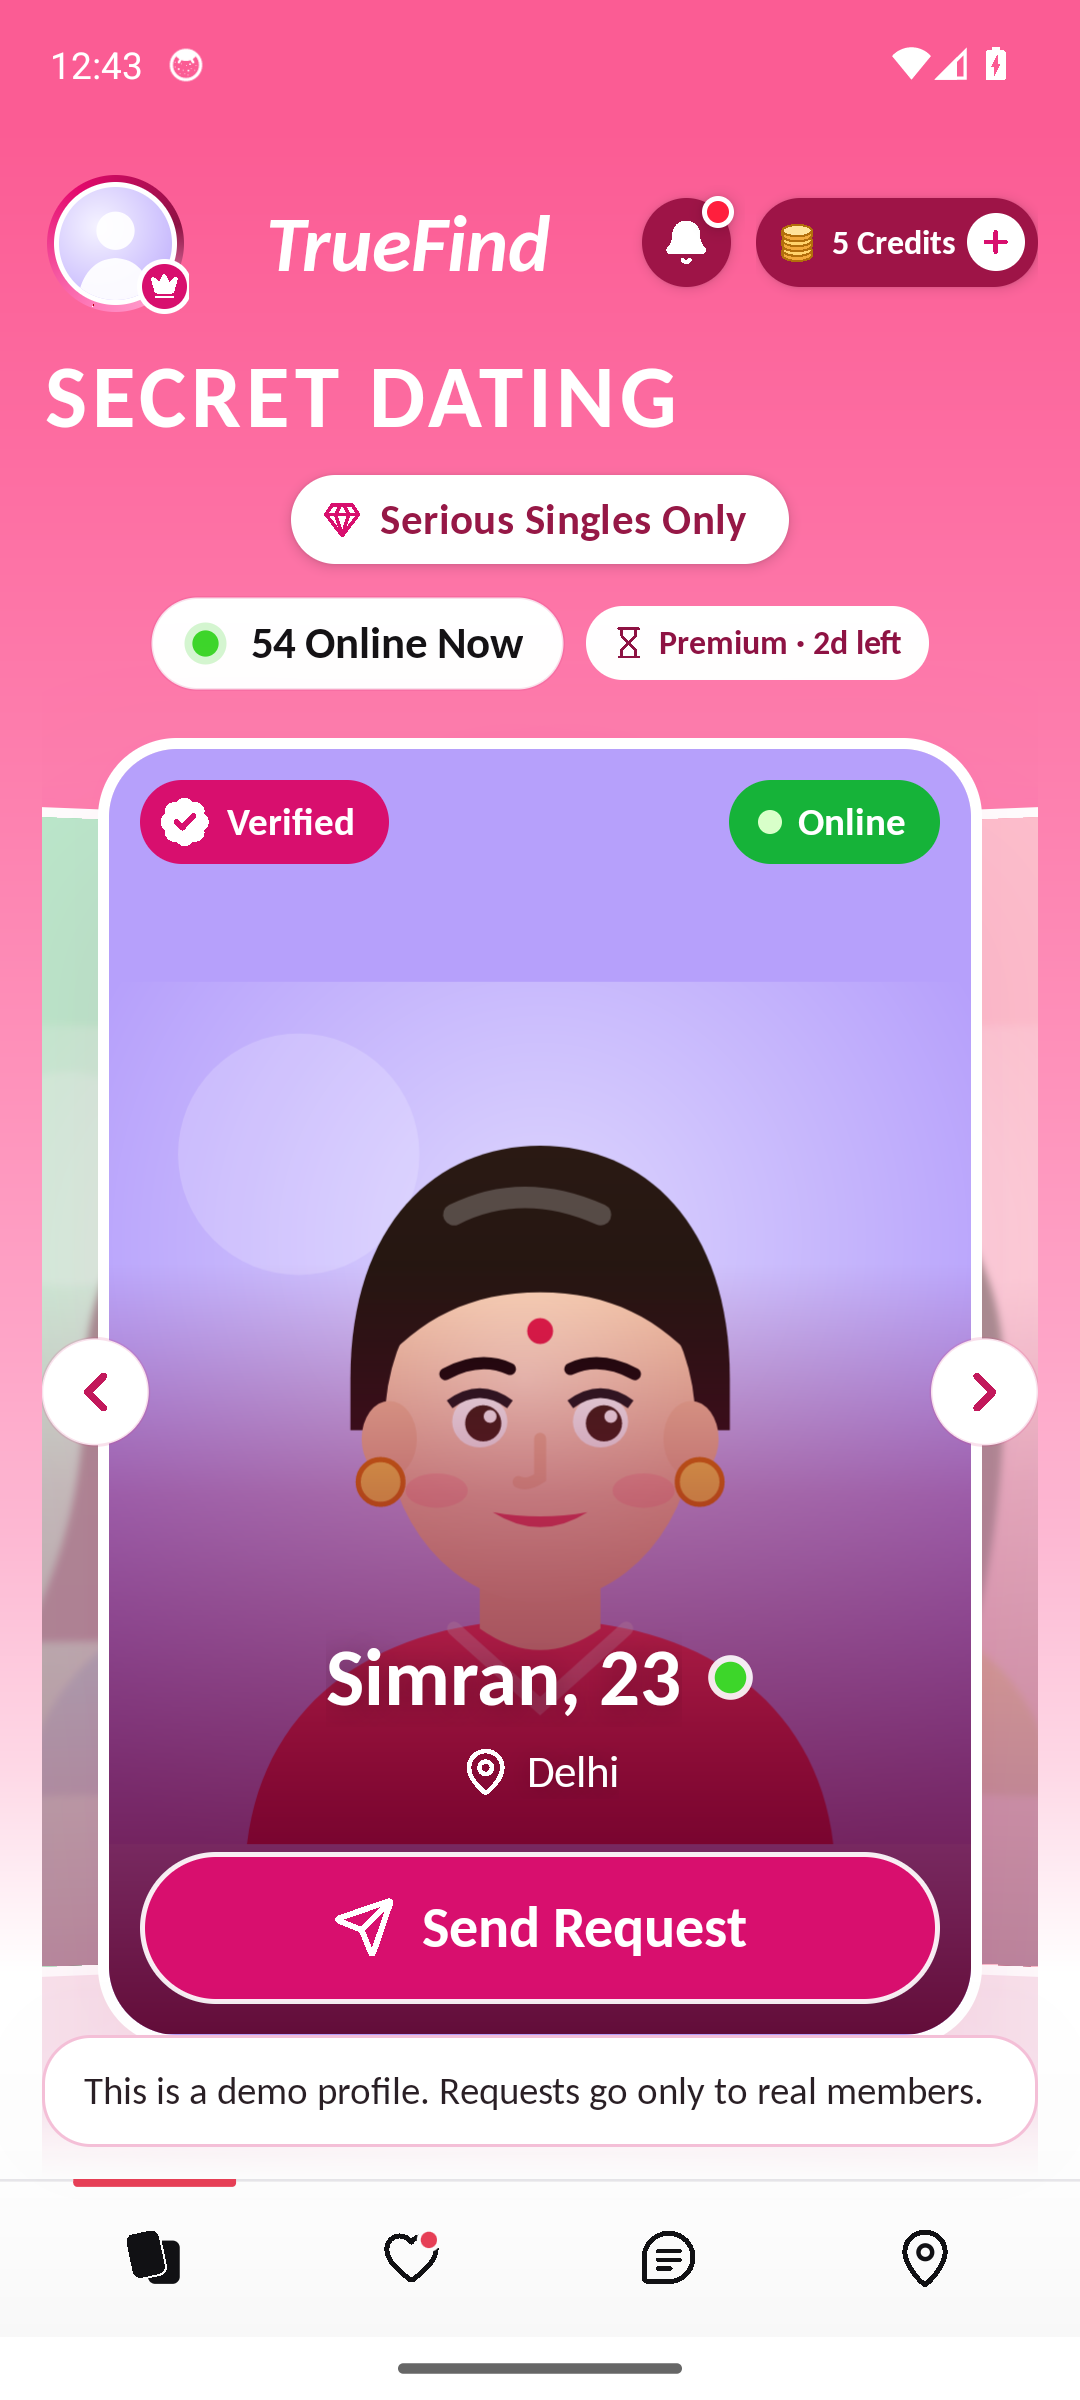 12:43
TrueFind
5 Credits
SECRET DATING
Serious Singles Only
54 Online Now
Premium · 2d left
Verified
Online
Simran, 23
Delhi
Send Request
This is a demo profile. Requests go only to real members.